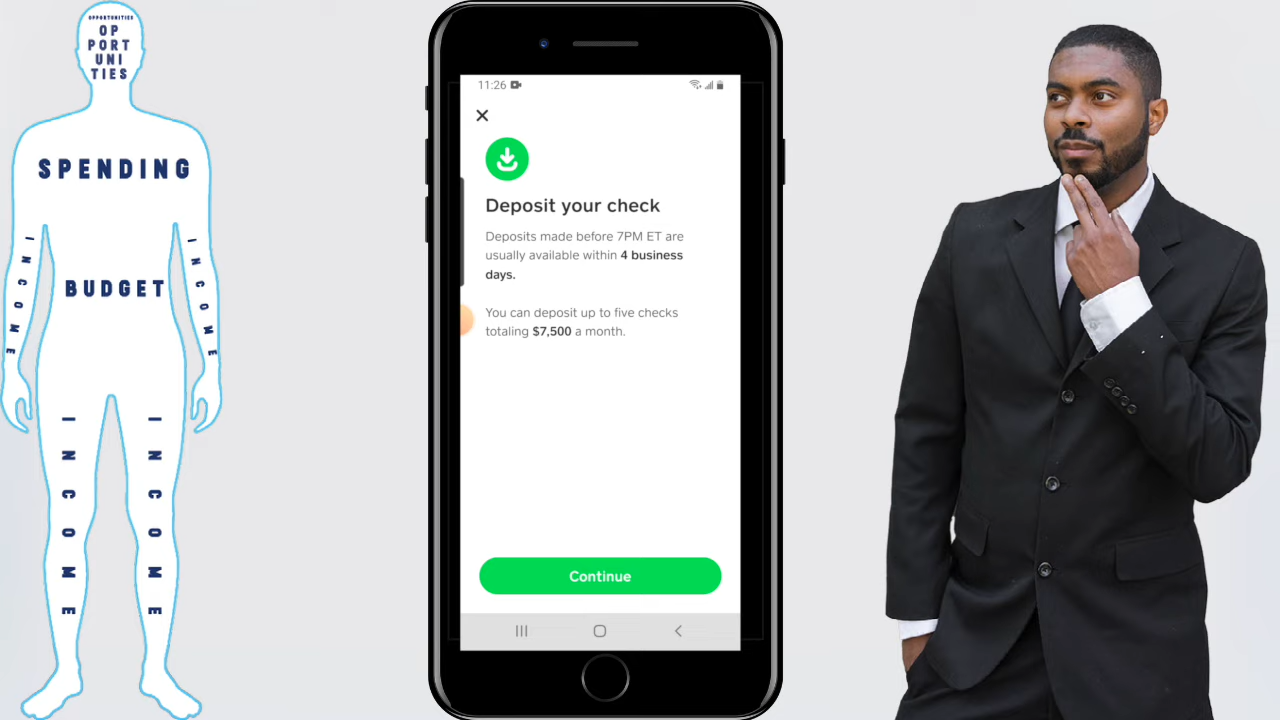 OPPORTUNITIES
OP
PORT
UNI
TIES
SPENDING
INCOME
INCOME
BUDGET
INCOME
INCOME
11:26
Deposit your check
Deposits made before 7PM ET are
usually available within 4 business
days.
You can deposit up to five checks
totaling $7,500 a month.
Continue